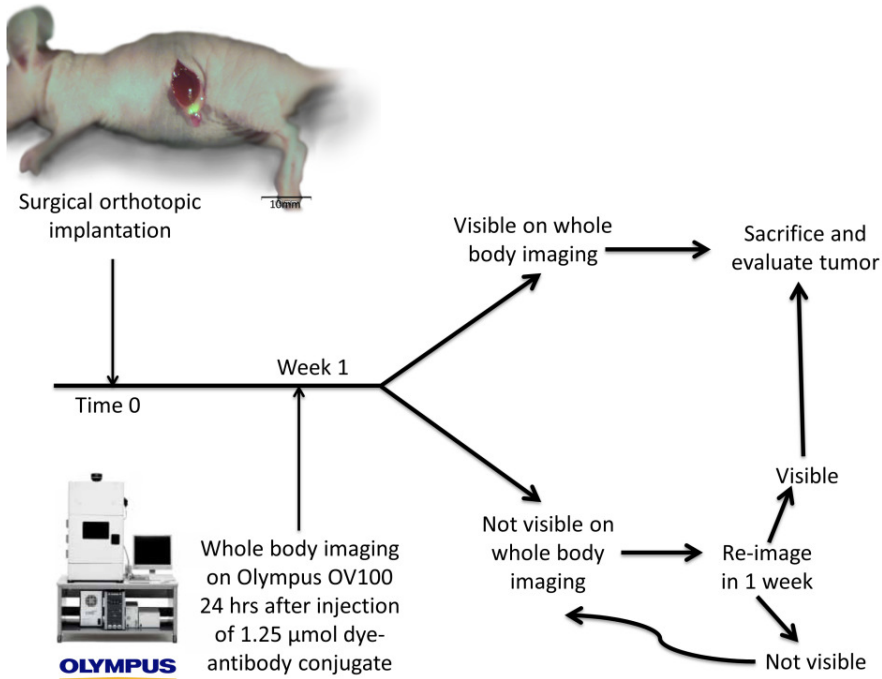 10mm
Surgical orthotopic
implantation
Visible on whole
body imaging
Sacrifice and
evaluate tumor
Week 1
Time 0
Visible
Not visible on
whole body
imaging
Re-image
in 1 week
Whole body imaging
on Olympus OV100
24 hrs after injection
of 1.25 µmol dye-
antibody conjugate
Not visible
OLYMPUS